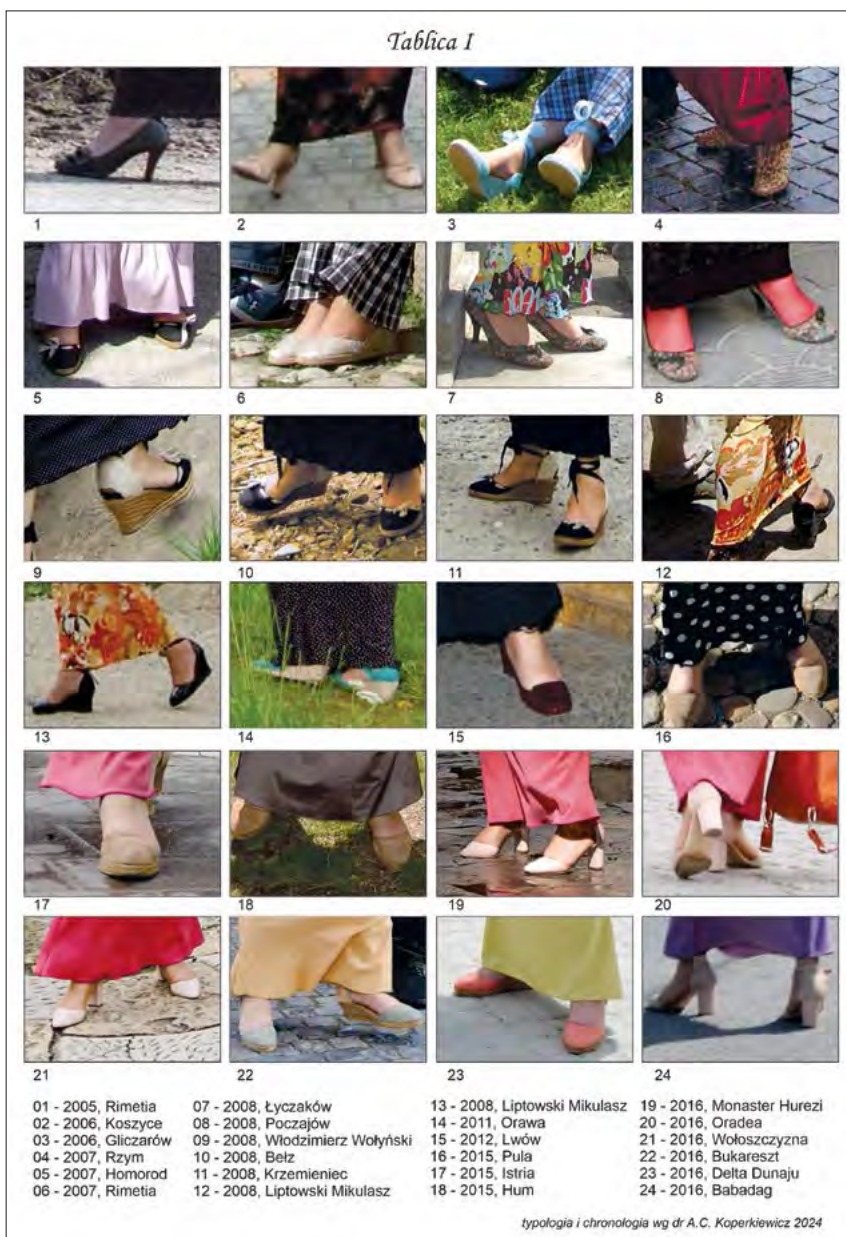 Tablica I
1 2 3 4
5 6 7 8
9 10 11 12
13 14 15 16
17 18 19 20
21 22 23 24
01 - 2005, Rimetia
02 - 2006, Koszyce
03 - 2006, Gliczarów
04 - 2007, Rzym
05 - 2007, Homorod
06 - 2007, Rimetia
07 - 2008, Łyczaków
08 - 2008, Poczajów
09 - 2008, Włodzimierz Wołyński
10 - 2008, Bełz
11 - 2008, Krzemieniec
12 - 2008, Liptowski Mikulasz
13 - 2008, Liptowski Mikulasz
14 - 2011, Orawa
15 - 2012, Lwów
16 - 2015, Pula
17 - 2015, Istria
18 - 2015, Hum
19 - 2016, Monaster Hurezi
20 - 2016, Oradea
21 - 2016, Wołoszczyzna
22 - 2016, Bukareszt
23 - 2016, Delta Dunaju
24 - 2016, Babadag
typologia i chronologia wg dr A.C. Koperkiewicz 2024